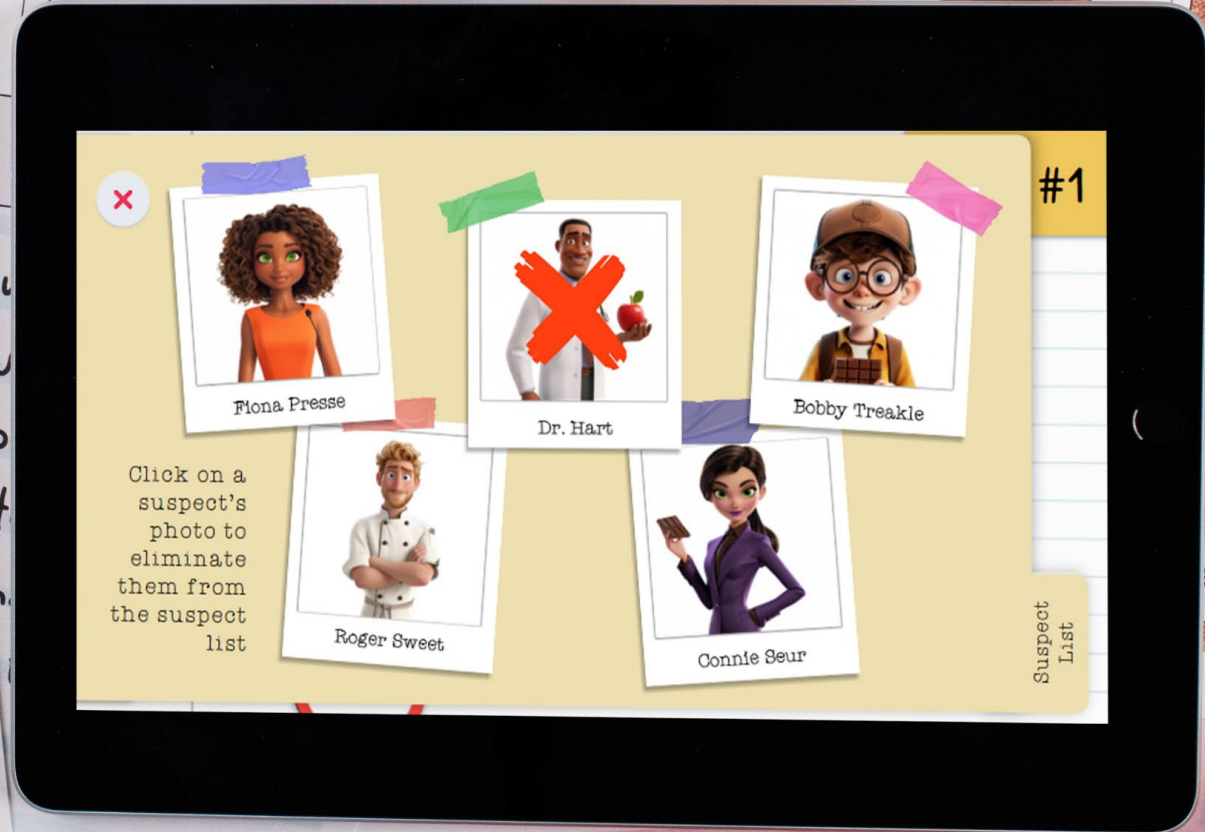 #1
Fiona Presse
Dr. Hart
Bobby Treakle
Click on a
suspect's
photo to
eliminate
them from
the suspect
list
Roger Sweet
Connie Seur
Suspect
List